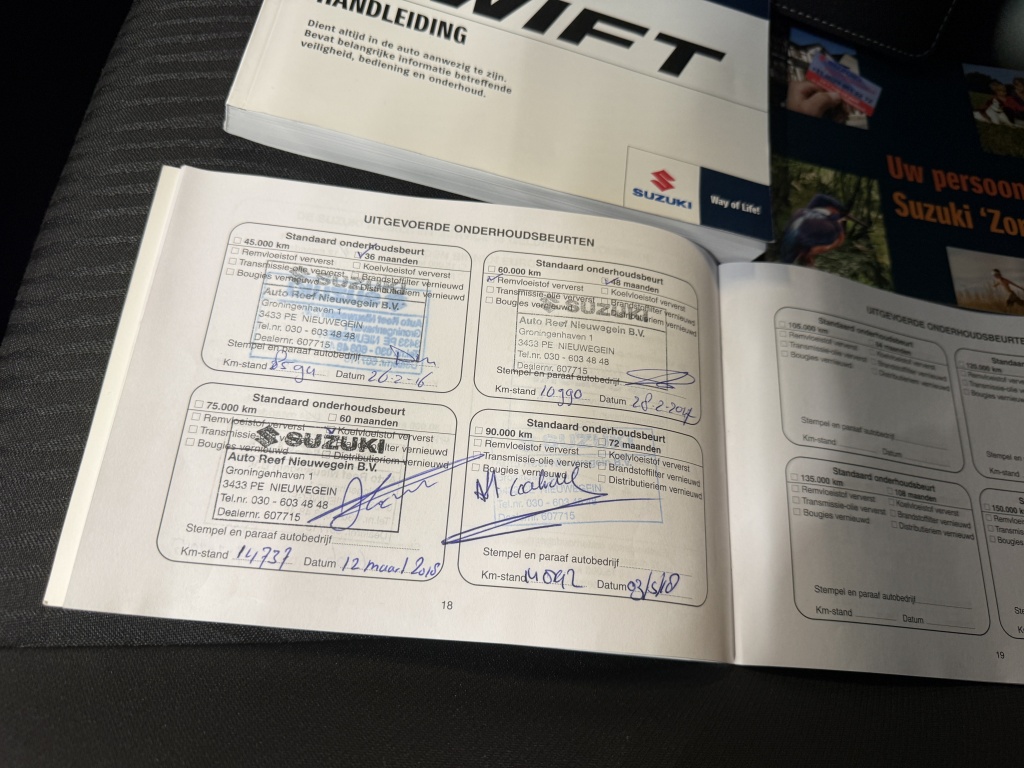 WIFT
HANDLEIDING
Dient altijd in de auto aanwezig te zijn.
Bevat belangrijke informatie betreffende
veiligheid, bediening en onderhoud.
SUZUKI
Way of Life!
Uw persoon
Suzuki 'Zo
UITGEVOERDE ONDERHOUDSBEURTEN
Standaard onderhoudsbeurt
45.000 km 36 maanden
Remvloeistof ververst Koelvloeistof ververst
Transmissie-olie ververst Brandstoffilter vernieuwd
Bougies vernieuwd Distributieriem vernieuwd
Auto Reef Nieuwegein B.V.
Groningenhaven 1
3433 PE NIEUWEGEIN
Tel.nr. 030 - 603 48 48
Dealernr. 607715
Stempel en paraaf autobedrijf
Km-stand Datum
Standaard onderhoudsbeurt
60.000 km 48 maanden
Remvloeistof ververst Koelvloeistof ververst
Transmissie-olie ververst Brandstoffilter vernieuwd
Bougies vernieuwd Distributieriem vernieuwd
SUZUKI
Auto Reef Nieuwegein B.V.
Groningenhaven 1
3433 PE NIEUWEGEIN
Tel.nr. 030 - 603 48 48
Dealernr. 607715
Stempel en paraaf autobedrijf
Km-stand 10990 Datum 28.2.2017
Standaard onderhoudsbeurt
75.000 km 60 maanden
Remvloeistof ververst Koelvloeistof ververst
Transmissie filter vernieuwd
Bougies vernieuwd Distributieriem vernieuwd
SUZUKI
Auto Reef Nieuwegein B.V.
Groningenhaven 1
3433 PE NIEUWEGEIN
Tel.nr. 030 - 603 48 48
Dealernr. 607715
Stempel en paraaf autobedrijf
Km-stand 14737 Datum 12 maart 2018
Standaard onderhoudsbeurt
90.000 km 72 maanden
Remvloeistof ververst Koelvloeistof ververst
Transmissie-olie ververst Brandstoffilter vernieuwd
Bougies vernieuwd Distributieriem vernieuwd
607715
Stempel en paraaf autobedrijf
Km-stand Datum
18
UITGEVOERDE ONDERHOUDSBEURTE
Standaard onderhoudsbeurt
105.000 km
Remvloeistof ververst Koelvloeistof ververst
Transmissie-olie ververst Brandstoffilter vernieuwd
Bougies vernieuwd Distributieriem vernieuwd
Stempel en paraaf autobedrijf
Km-stand Datum
Standaard onderhoudsbeurt
135.000 km 108 maanden
Remvloeistof ververst Koelvloeistof ververst
Transmissie-olie ververst Brandstoffilter vernieuwd
Bougies vernieuwd Distributieriem vernieuwd
Stempel en paraaf autobedrijf
Km-stand Datum
150.000 km
19